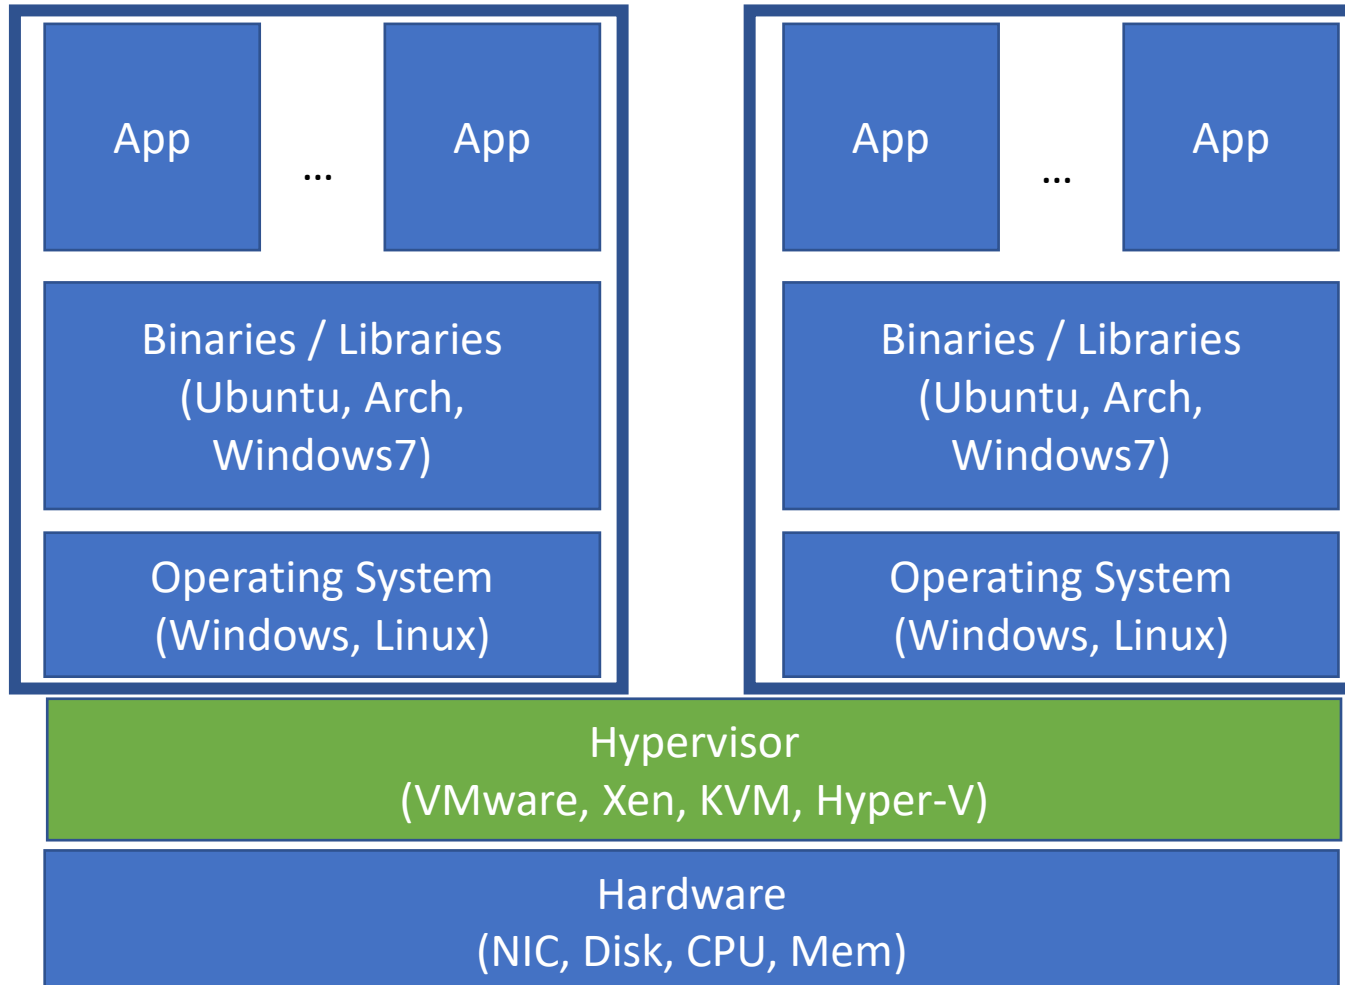 App
...
App
App
...
App
Binaries / Libraries
(Ubuntu, Arch,
Windows7)
Binaries / Libraries
(Ubuntu, Arch,
Windows7)
Operating System
(Windows, Linux)
Operating System
(Windows, Linux)
Hypervisor
(VMware, Xen, KVM, Hyper-V)
Hardware
(NIC, Disk, CPU, Mem)